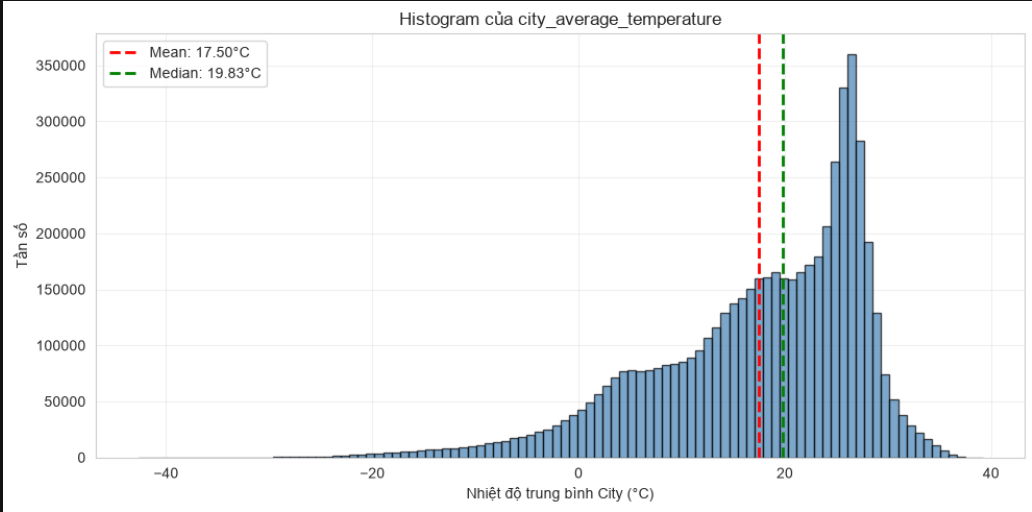 Histogram của city_average_temperature
Mean: 17.50°C
Median: 19.83°C
Tần số
350000
300000
250000
200000
150000
100000
50000
0
−40
−20
0
20
40
Nhiệt độ trung bình City (°C)